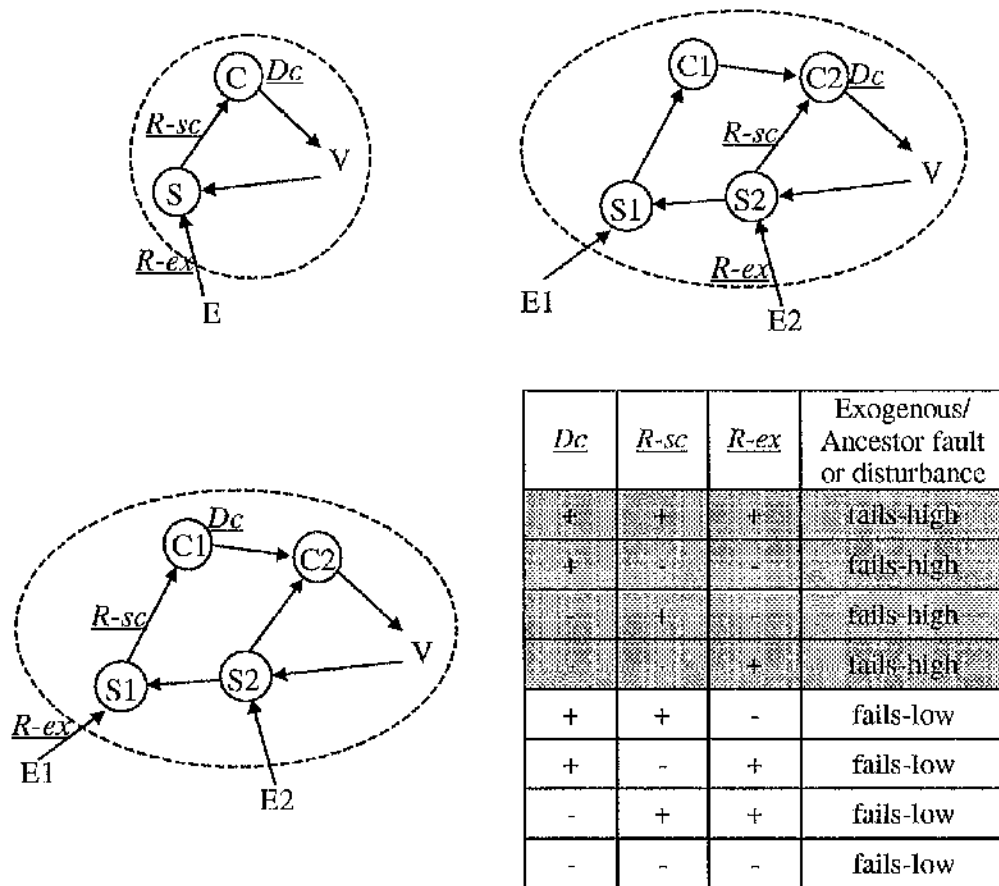 C
Dc
R-sc
V
S
R-ex
E
C1
C2
Dc
R-sc
V
S1
S2
R-ex
E1
E2
Dc
C1
C2
R-sc
V
S1
S2
R-ex
E1
E2
Dc R-sc R-ex Exogenous/
Ancestor fault
or disturbance
+ + + fails-high
+ - - fails-high
- + - fails-high
- - + fails-high
+ + - fails-low
+ - + fails-low
- + + fails-low
- - - fails-low